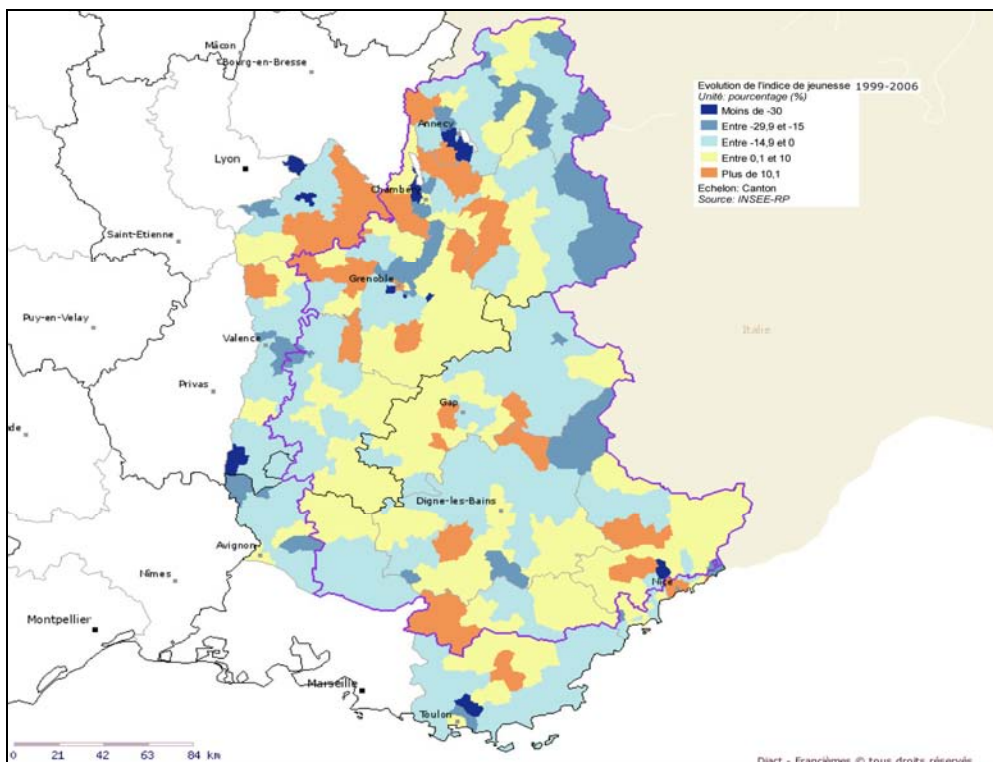 Mâcon
Bourg-en-Bresse
Evolution de l'indice de jeunesse 1999-2006
Unité: pourcentage (%)
Moins de -30
Entre -29,9 et -15
Entre -14,9 et 0
Entre 0,1 et 10
Plus de 10,1
Echelon: Canton
Source: INSEE-RP
Annecy
Lyon
Chambéry
Saint-Etienne
Grenoble
Puy-en-Velay
Italie
Valence
Privas
Gap
de
Digne-les-Bains
Avignon
Nîmes
Nice
Montpellier
Marseille
Toulon
0 21 42 63 84 km
Diact - Francièmes © tous droits réservés